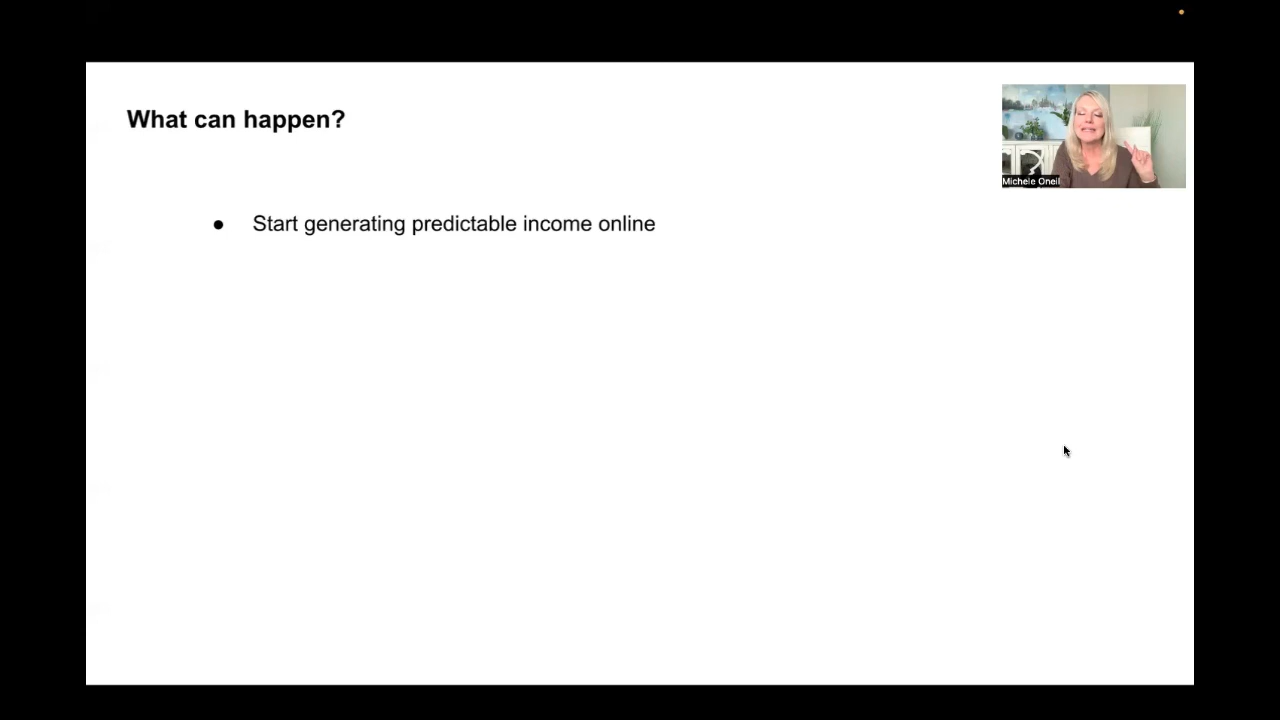 What can happen?
● Start generating predictable income online
Michele Oneil